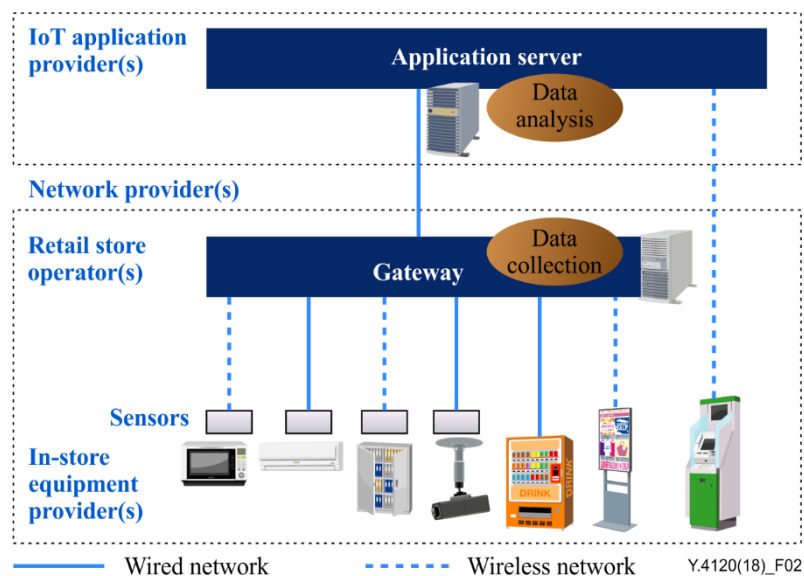 IoT application
provider(s)
Application server
Data
analysis
Network provider(s)
Retail store
operator(s)
Data
collection
Gateway
Sensors
In-store
equipment
provider(s)
DRINK
DRINK
Wired network
Wireless network
Y.4120(18)_F02